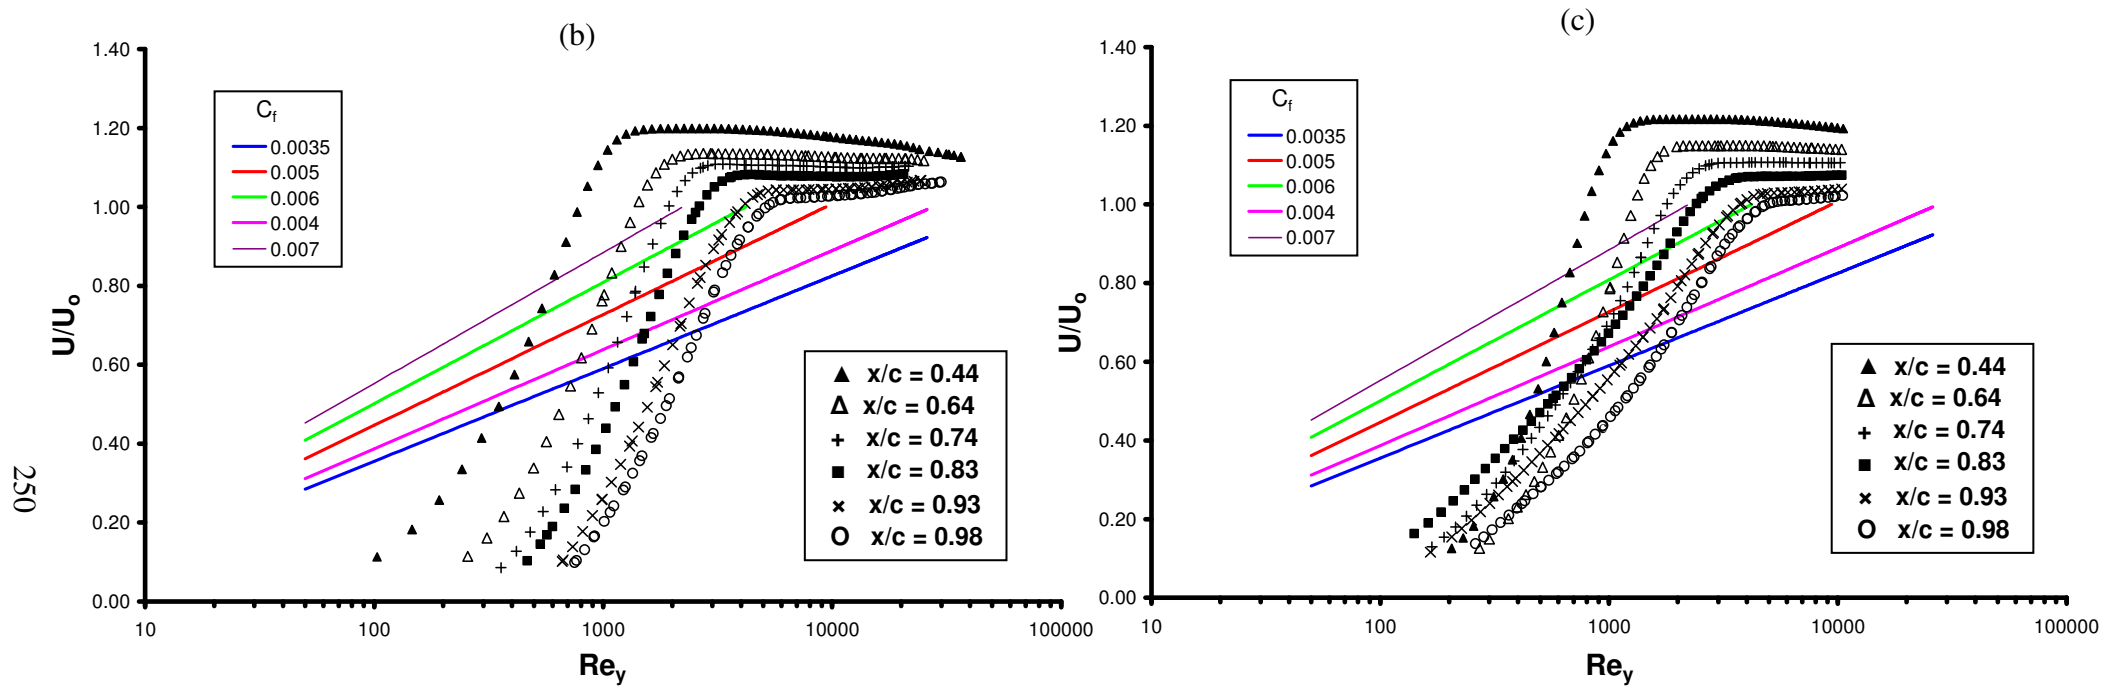 (b)
1.40
1.20
1.00
0.80
0.60
0.40
0.20
0.00
U/Uo
10
100
1000
10000
100000
Rey
Cf
0.0035
0.005
0.006
0.004
0.007
x/c = 0.44
x/c = 0.64
x/c = 0.74
x/c = 0.83
x/c = 0.93
x/c = 0.98
250
(c)
1.40
1.20
1.00
0.80
0.60
0.40
0.20
0.00
U/Uo
10
100
1000
10000
100000
Rey
Cf
0.0035
0.005
0.006
0.004
0.007
x/c = 0.44
x/c = 0.64
x/c = 0.74
x/c = 0.83
x/c = 0.93
x/c = 0.98